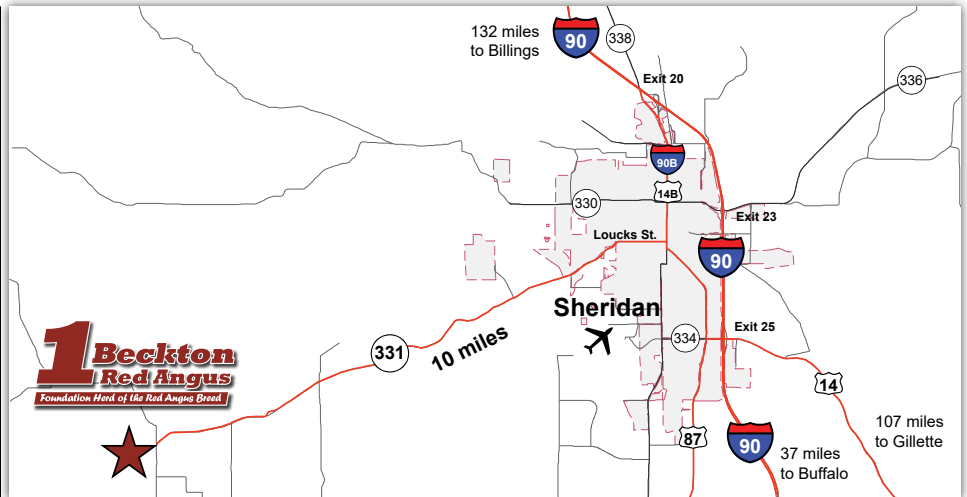 132 miles
to Billings
90
338
Exit 20
336
90B
14B
330
Exit 23
Loucks St.
90
Sheridan
334
Exit 25
331
10 miles
1 Beckton
Red Angus
Foundation Herd of the Red Angus Breed
14
87
90
37 miles
to Buffalo
107 miles
to Gillette